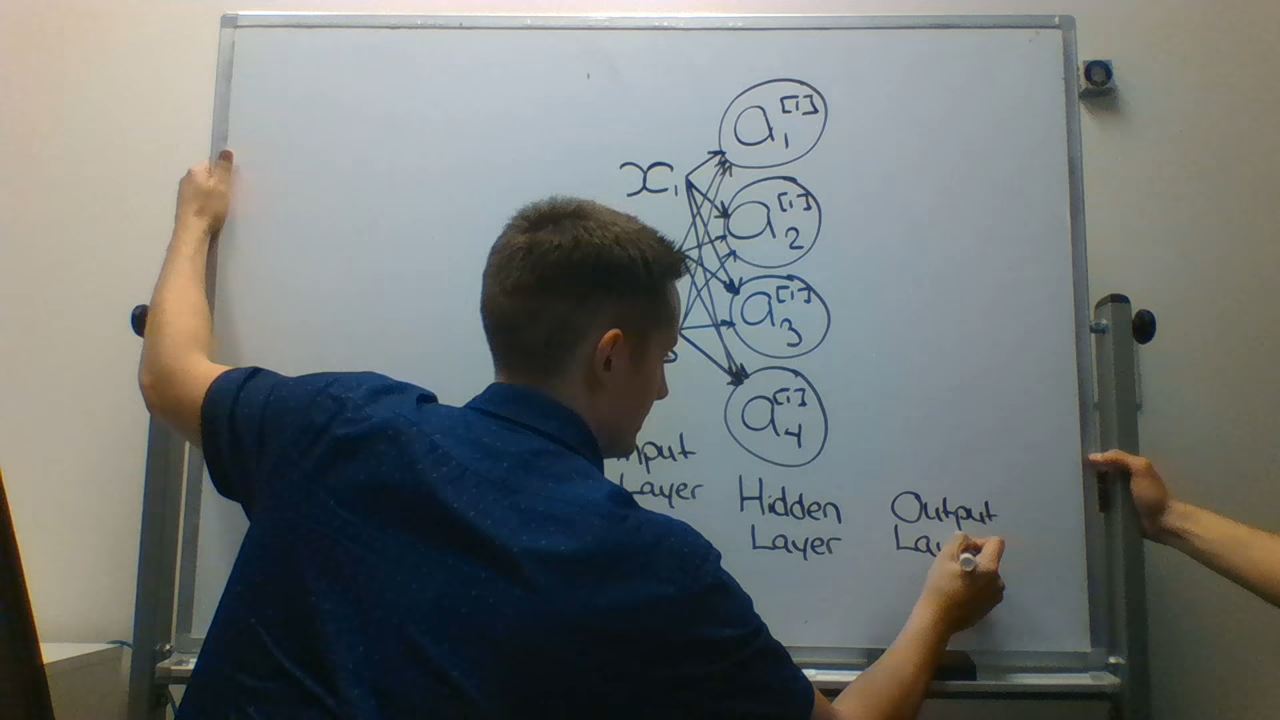 a₁[1]
x₁
a₂[1]
a₃[1]
a₄[1]
nput
Layer
Hidden
Layer
Output
La